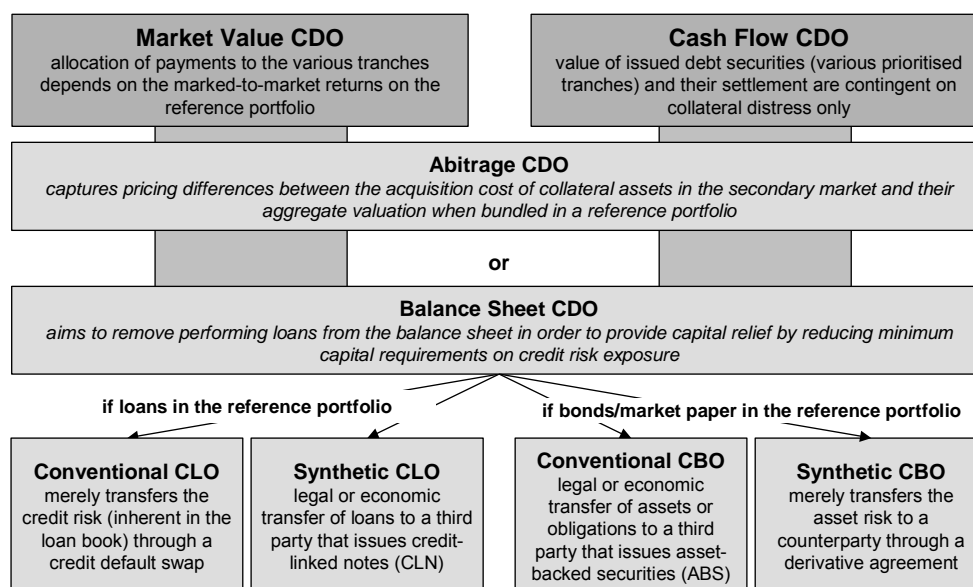 Market Value CDO
allocation of payments to the various tranches
depends on the marked-to-market returns on the
reference portfolio
Cash Flow CDO
value of issued debt securities (various prioritised
tranches) and their settlement are contingent on
collateral distress only
Abitrage CDO
captures pricing differences between the acquisition cost of collateral assets in the secondary market and their
aggregate valuation when bundled in a reference portfolio
or
Balance Sheet CDO
aims to remove performing loans from the balance sheet in order to provide capital relief by reducing minimum
capital requirements on credit risk exposure
if loans in the reference portfolio
if bonds/market paper in the reference portfolio
Conventional CLO
merely transfers the
credit risk (inherent in the
loan book) through a
credit default swap
Synthetic CLO
legal or economic
transfer of loans to a third
party that issues credit-
linked notes (CLN)
Conventional CBO
legal or economic
transfer of assets or
obligations to a third
party that issues asset-
backed securities (ABS)
Synthetic CBO
merely transfers the
asset risk to a
counterparty through a
derivative agreement